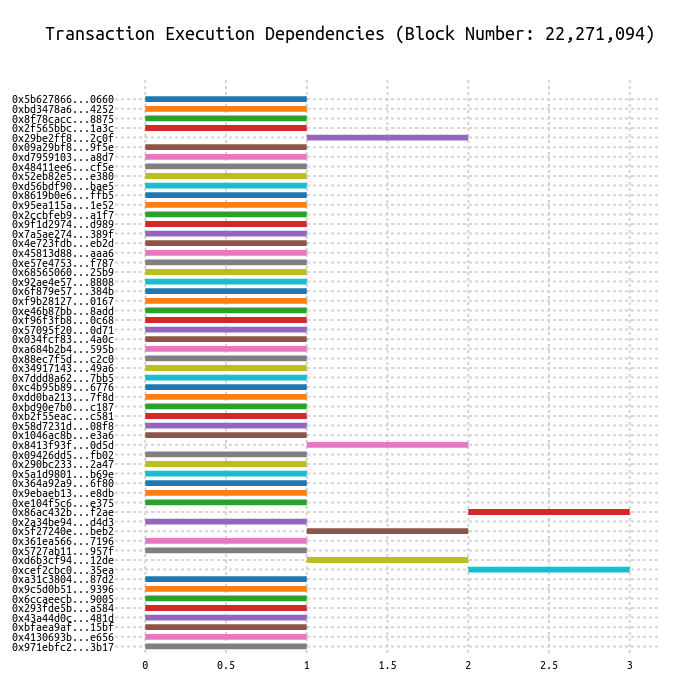 Transaction Execution Dependencies (Block Number: 22,271,094)
0x5b627866...0660
0xbd3478a6...4252
0x8f78cacc...8875
0x2f565bbc...1a3c
0x29be2ff8...2c0f
0x09a29bf8...9f5e
0xd7959103...a8d7
0x48411ee6...cf5e
0x52eb82e5...e380
0xd56bdf90...bae5
0x8619b0e6...ffb5
0x95ea115a...1e52
0x2ccbfeb9...a1f7
0x9f1d2974...d989
0x7a5ae274...389f
0x4e723fdb...eb2d
0x45813d88...aaa6
0xe57e4753...f787
0x68565060...25b9
0x92ae4e57...8808
0x6f879e57...384b
0xf9b28127...0167
0xe46b87bb...8add
0xf96f3fb8...0c68
0x57095f20...0d71
0x034fcf83...4a0c
0xa684b2b4...595b
0x88ec7f5d...c2c0
0x34917143...49a6
0x7ddd8a62...7bb5
0xc4b95b89...6776
0xdd0ba213...7f8d
0xbd90e7b0...c187
0xb2f55eac...c581
0x58d7231d...08f8
0x1046ac8b...e3a6
0x8413f93f...0d5d
0x09426dd5...fb02
0x290bc233...2a47
0x5a1d9801...b69e
0x364a92a9...6f80
0x9ebaeb13...e8db
0xe104f5c6...e375
0x86ac432b...f2ae
0x2a34be94...d4d3
0x5f27240e...beb2
0x361ea566...7196
0x5727ab11...957f
0xd6b3cf94...12de
0xcef2cbc0...35ea
0xa31c3804...87d2
0x9c5d0b51...9396
0x6ccaeecb...9005
0x293fde5b...a584
0x43a44d0c...481d
0xbfaea9af...15bf
0x4130693b...e656
0x971ebfc2...3b17
0 0.5 1 1.5 2 2.5 3